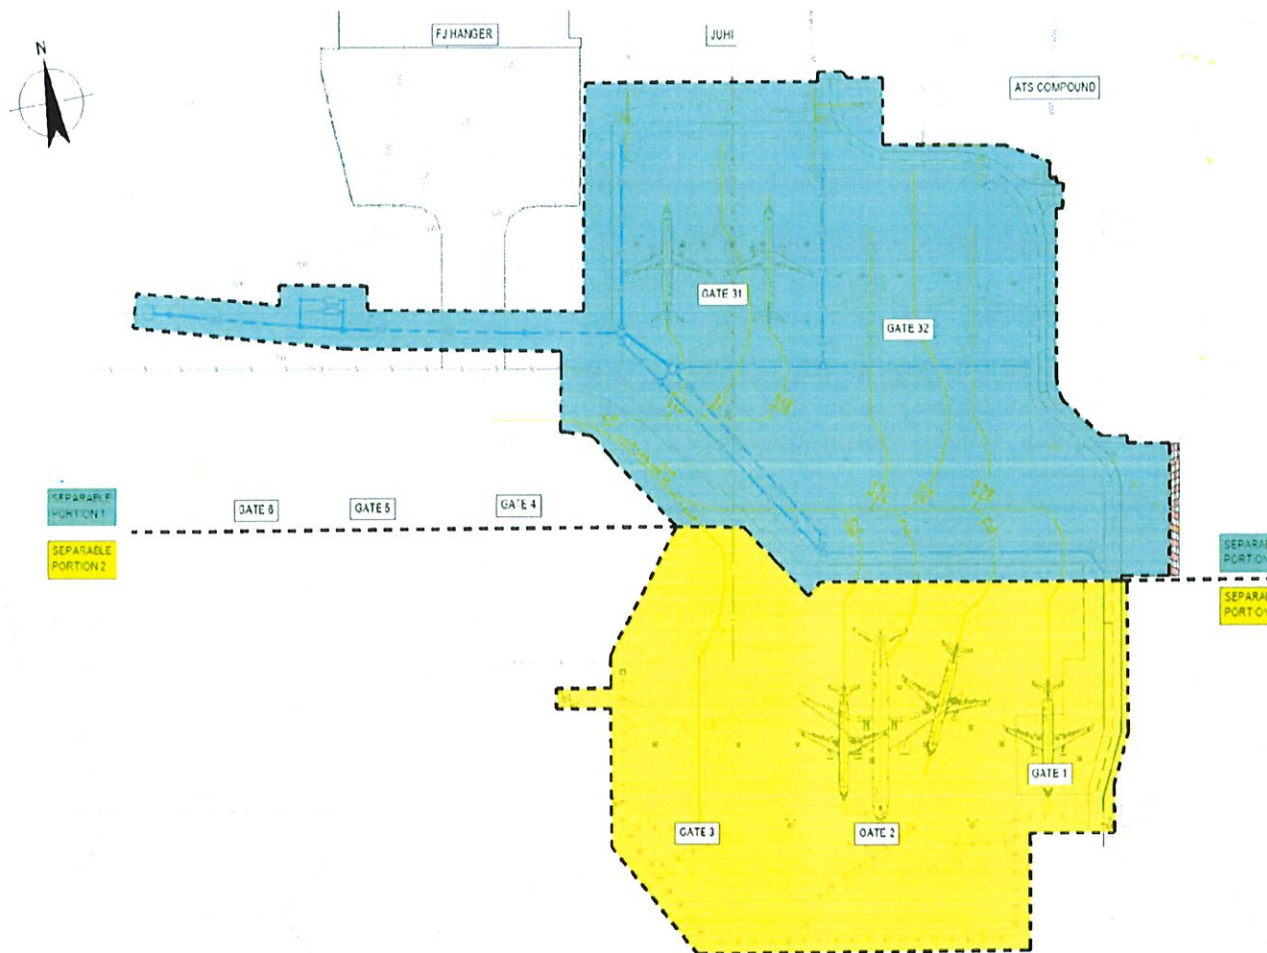 N
FJ HANGER
JUHI
ATS COMPOUND
GATE 31
GATE 32
SEPARABLE
PORTION 1
GATE 6
GATE 5
GATE 4
SEPARABLE
PORTION 2
GATE 1
GATE 3
GATE 2